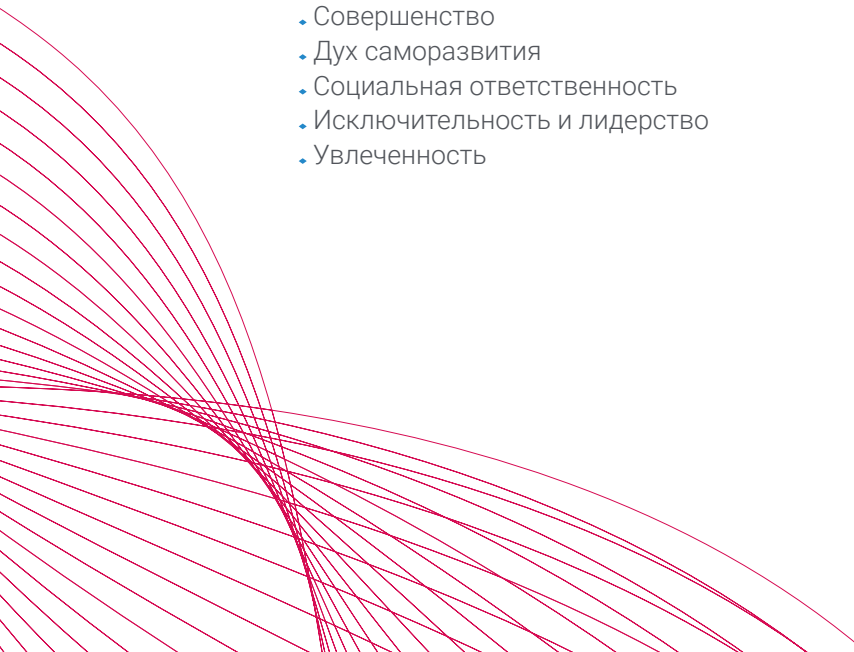 Совершенство
Дух саморазвития
Социальная ответственность
Исключительность и лидерство
Увлеченность